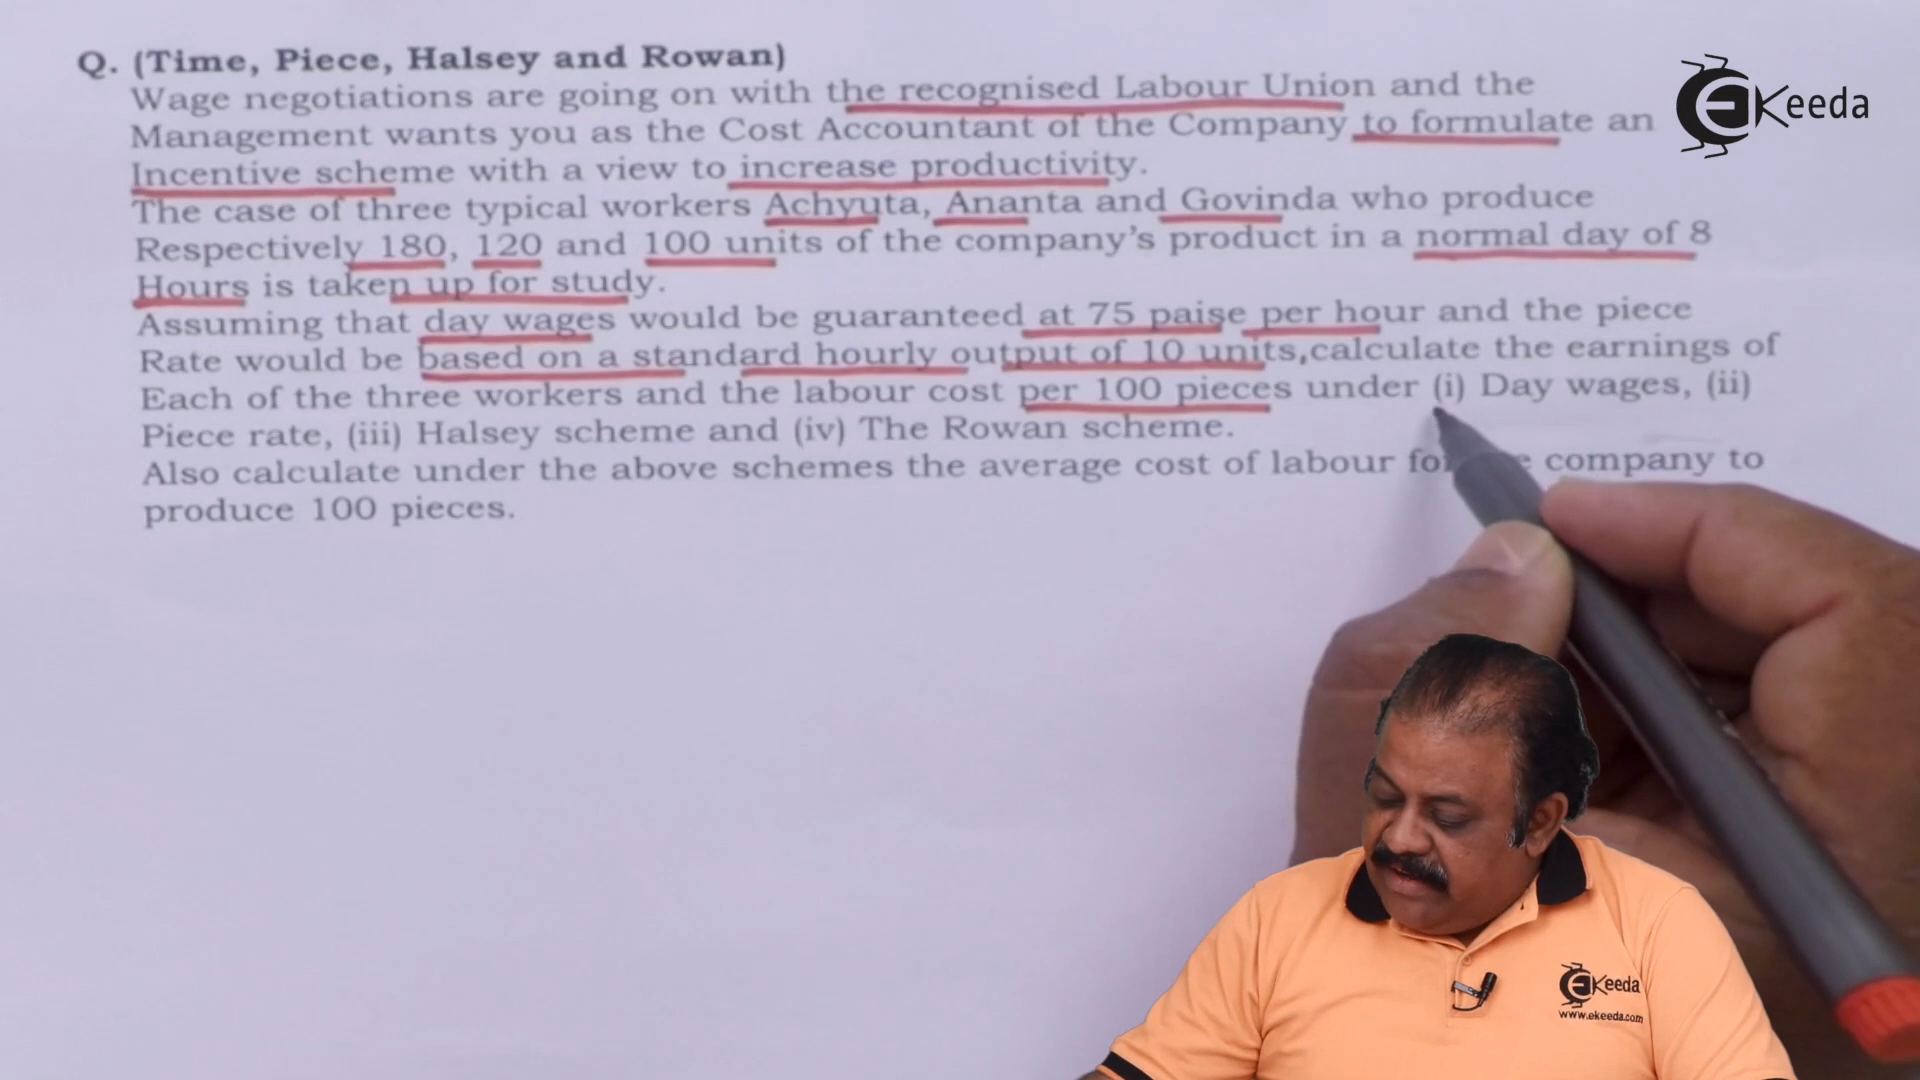 Q. (Time, Piece, Halsey and Rowan)
Wage negotiations are going on with the recognised Labour Union and the
Management wants you as the Cost Accountant of the Company to formulate an
Incentive scheme with a view to increase productivity.
The case of three typical workers Achyuta, Ananta and Govinda who produce
Respectively 180, 120 and 100 units of the company's product in a normal day of 8
Hours is taken up for study.
Assuming that day wages would be guaranteed at 75 paise per hour and the piece
Rate would be based on a standard hourly output of 10 units,calculate the earnings of
Each of the three workers and the labour cost per 100 pieces under (i) Day wages, (ii)
Piece rate, (iii) Halsey scheme and (iv) The Rowan scheme.
Also calculate under the above schemes the average cost of labour company to
produce 100 pieces.
EKeeda
EKeeda
www.ekeeda.com